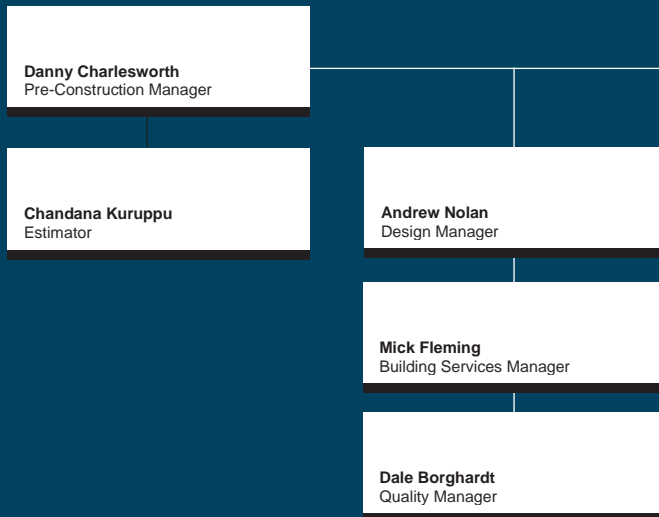 Danny Charlesworth
Pre-Construction Manager
Chandana Kuruppu
Estimator
Andrew Nolan
Design Manager
Mick Fleming
Building Services Manager
Dale Borghardt
Quality Manager